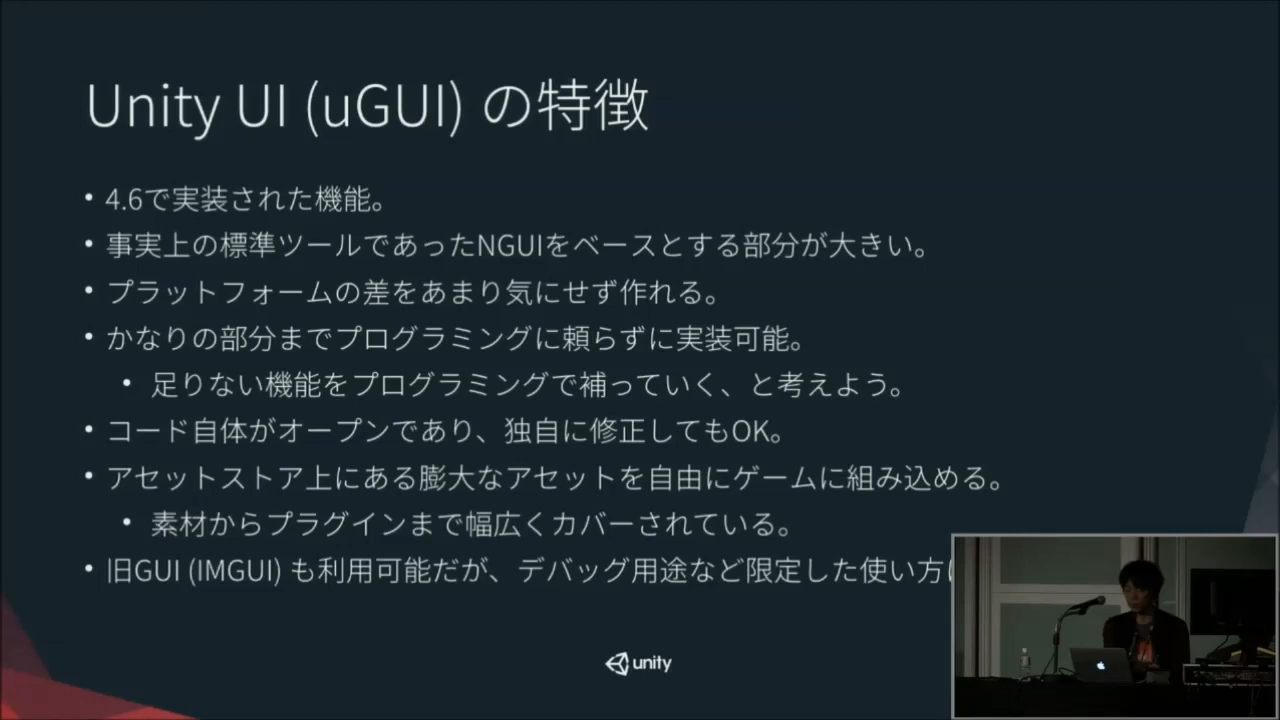 Unity UI (uGUI) の特徴
• 4.6で実装された機能。
• 事実上の標準ツールであったNGUIをベースとする部分が大きい。
• プラットフォームの差をあまり気にせず作れる。
• かなりの部分までプログラミングに頼らずに実装可能。
• 足りない機能をプログラミングで補っていく、と考えよう。
• コード自体がオープンであり、独自に修正してもOK。
• アセットストア上にある膨大なアセットを自由にゲームに組み込める。
• 素材からプラグインまで幅広くカバーされている。
• 旧GUI (IMGUI) も利用可能だが、デバッグ用途など限定した使い方
unity